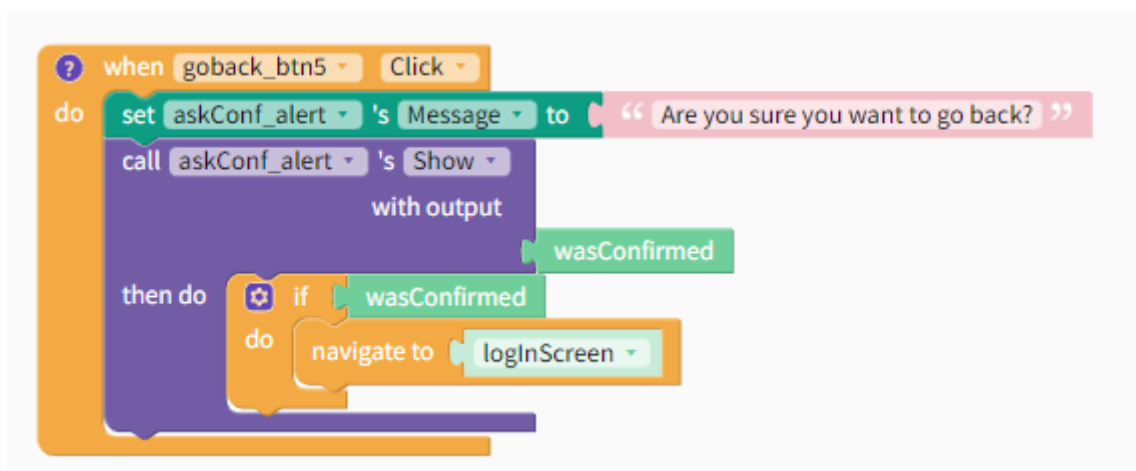 ? when goback_btn5 Click
do set askConf_alert 's Message to “ Are you sure you want to go back? ”
call askConf_alert 's Show
with output
wasConfirmed
then do if wasConfirmed
do navigate to logInScreen